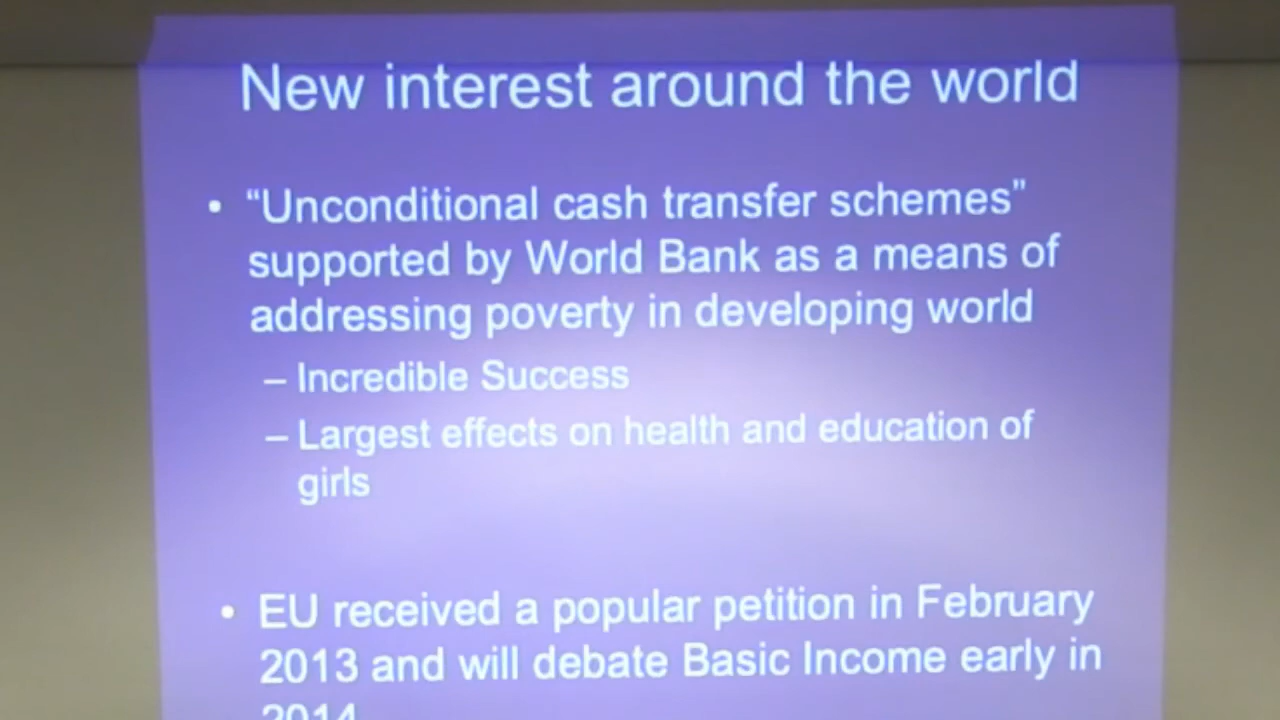 New interest around the world
• “Unconditional cash transfer schemes”
supported by World Bank as a means of
addressing poverty in developing world
– Incredible Success
– Largest effects on health and education of
girls
• EU received a popular petition in February
2013 and will debate Basic Income early in
2014